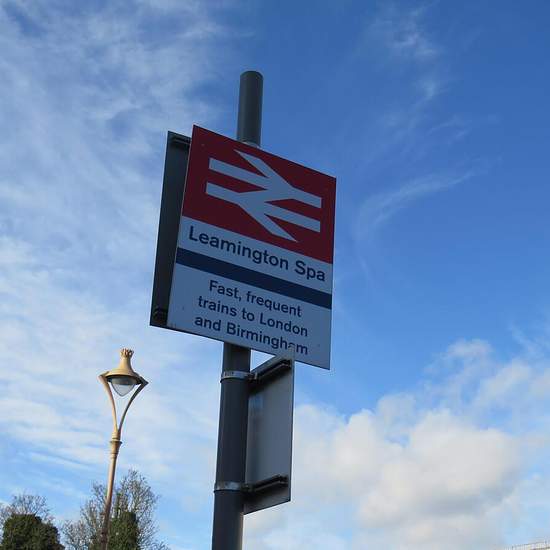 Leamington Spa
Fast, frequent
trains to London
and Birmingham